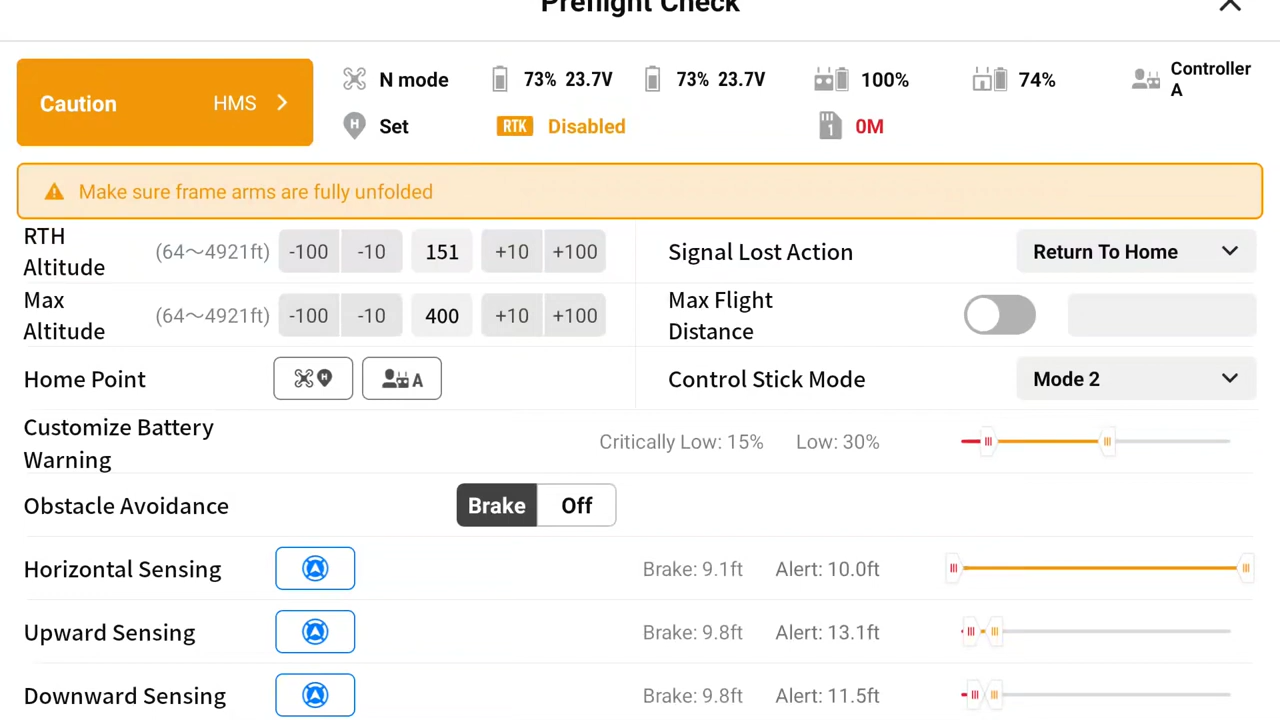 Preflight Check
Caution HMS
N mode 73% 23.7V 73% 23.7V 100% 74% Controller A
H Set RTK Disabled 1 0M
Make sure frame arms are fully unfolded
RTH Altitude (64～4921ft) -100 -10 151 +10 +100 Signal Lost Action Return To Home
Max Altitude (64～4921ft) -100 -10 400 +10 +100 Max Flight Distance
Home Point H A Control Stick Mode Mode 2
Customize Battery Warning Critically Low: 15% Low: 30%
Obstacle Avoidance Brake Off
Horizontal Sensing Brake: 9.1ft Alert: 10.0ft
Upward Sensing Brake: 9.8ft Alert: 13.1ft
Downward Sensing Brake: 9.8ft Alert: 11.5ft